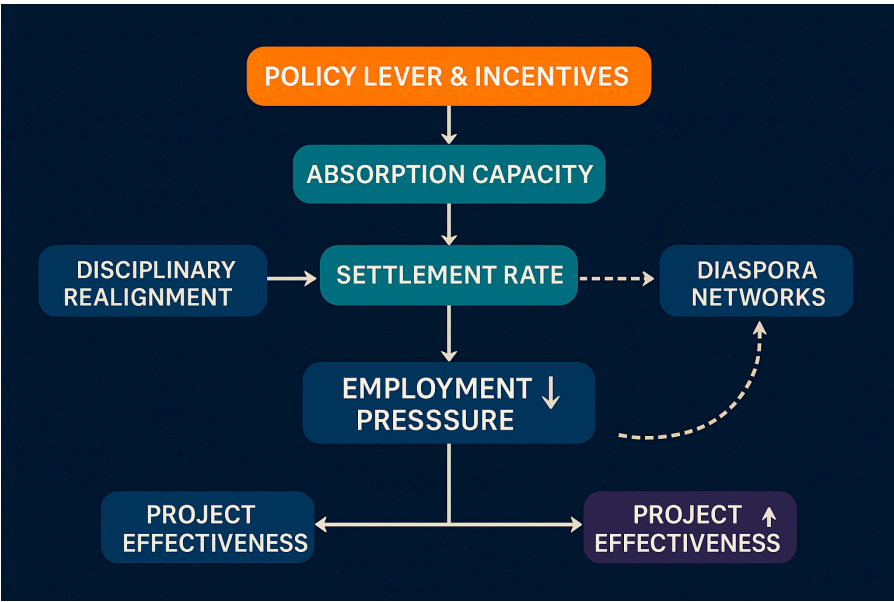 POLICY LEVER & INCENTIVES
ABSORPTION CAPACITY
DISCIPLINARY
REALIGNMENT
SETTLEMENT RATE
DIASPORA
NETWORKS
EMPLOYMENT ↓
PRESSSURE
PROJECT
EFFECTIVENESS
PROJECT ↑
EFFECTIVENESS